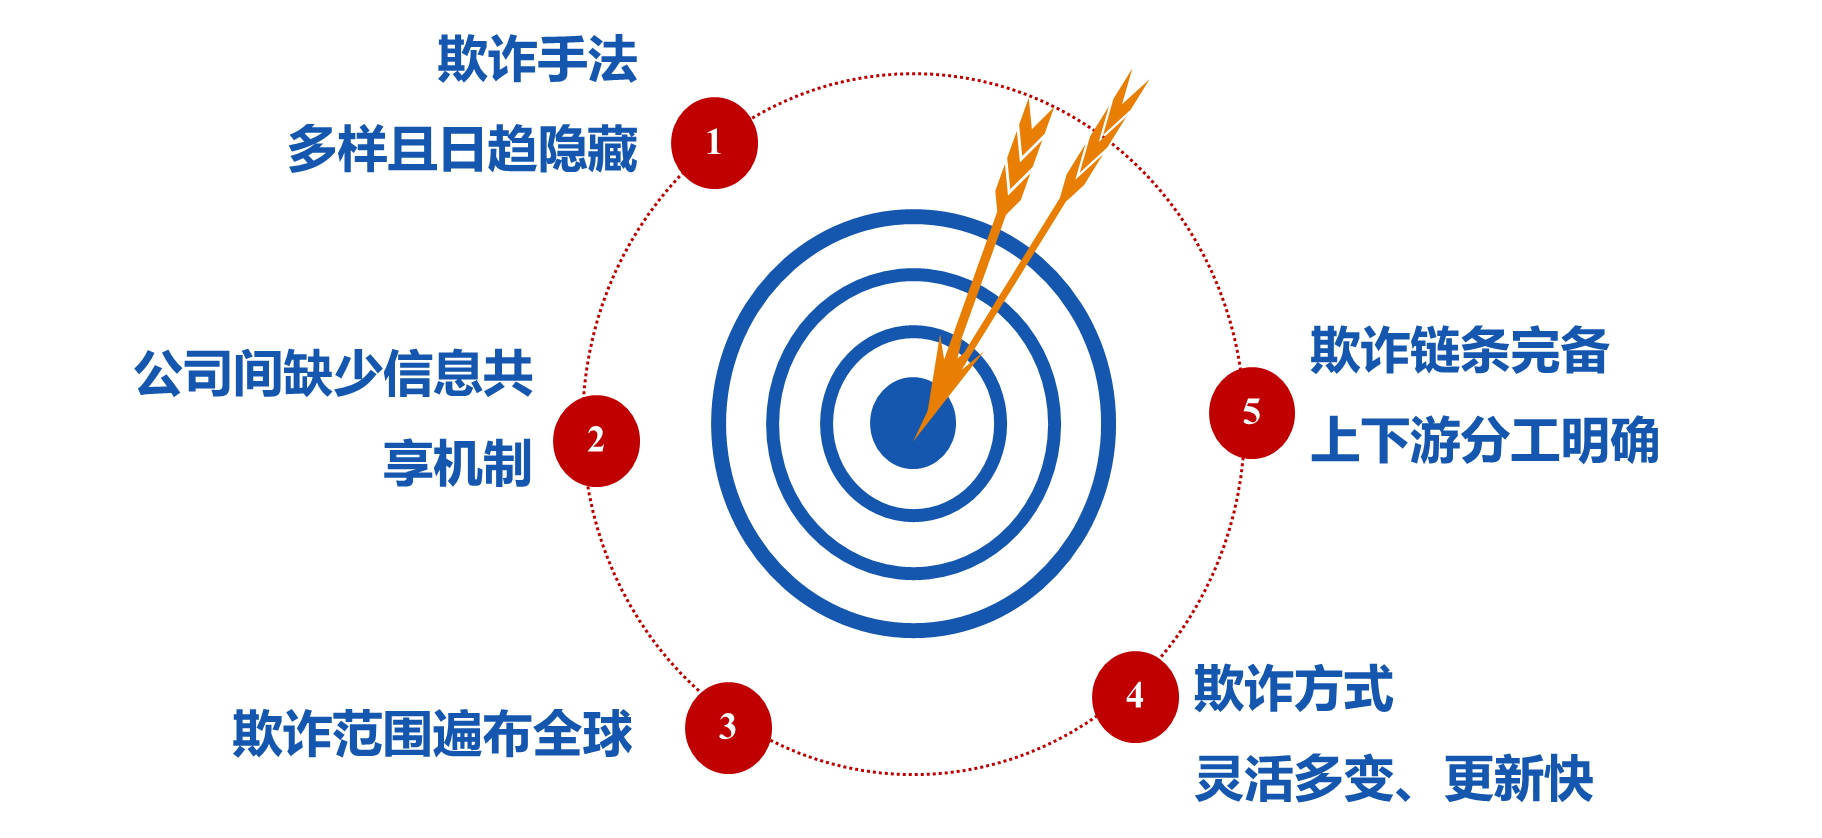 欺诈手法
多样且日趋隐藏
1
公司间缺少信息共
享机制
2
欺诈范围遍布全球
3
4
欺诈方式
灵活多变、更新快
5
欺诈链条完备
上下游分工明确